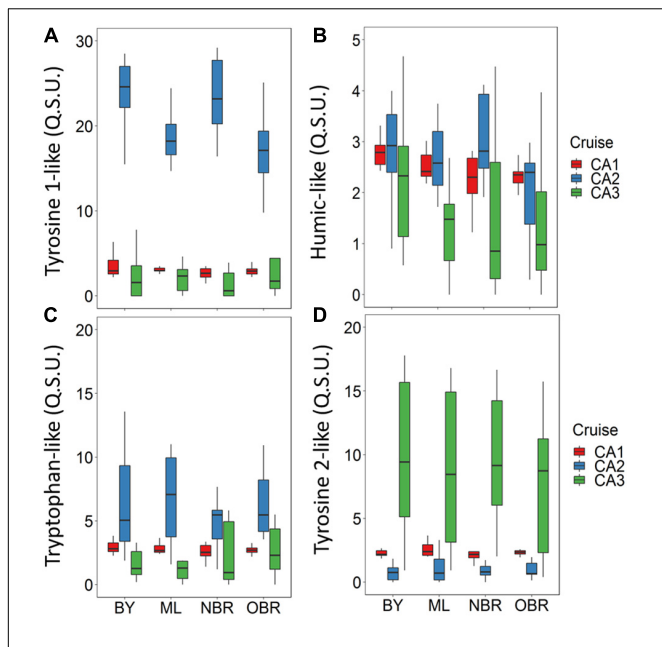 A
Tyrosine 1-like (Q.S.U.)
30
20
10
0
B
Humic-like (Q.S.U.)
5
4
3
2
1
0
Cruise
CA1
CA2
CA3
C
Tryptophan-like (Q.S.U.)
20
15
10
5
0
BY ML NBR OBR
D
Tyrosine 2-like (Q.S.U.)
20
15
10
5
0
BY ML NBR OBR
Cruise
CA1
CA2
CA3